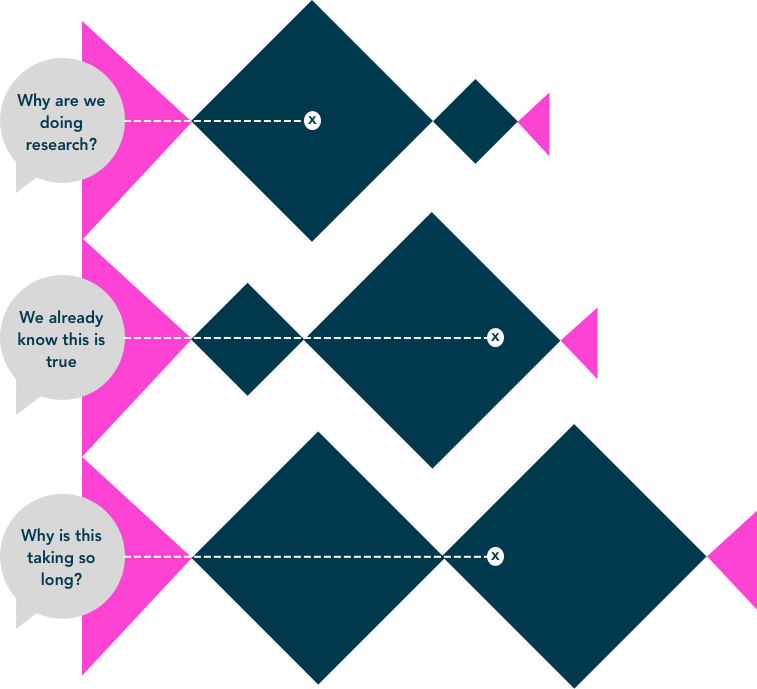 Why are we
doing
research?
x
We already
know this is
true
x
Why is this
taking so
long?
x